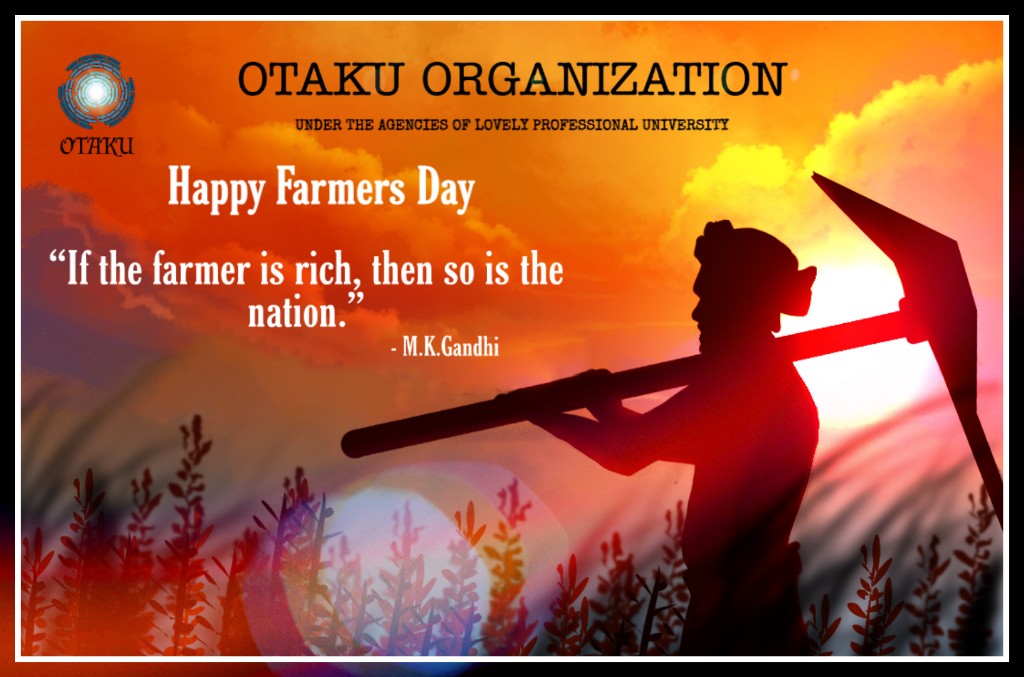 OTAKU ORGANIZATION
UNDER THE AGENCIES OF LOVELY PROFESSIONAL UNIVERSITY
OTAKU
Happy Farmers Day
“If the farmer is rich, then so is the
nation.”
- M.K.Gandhi